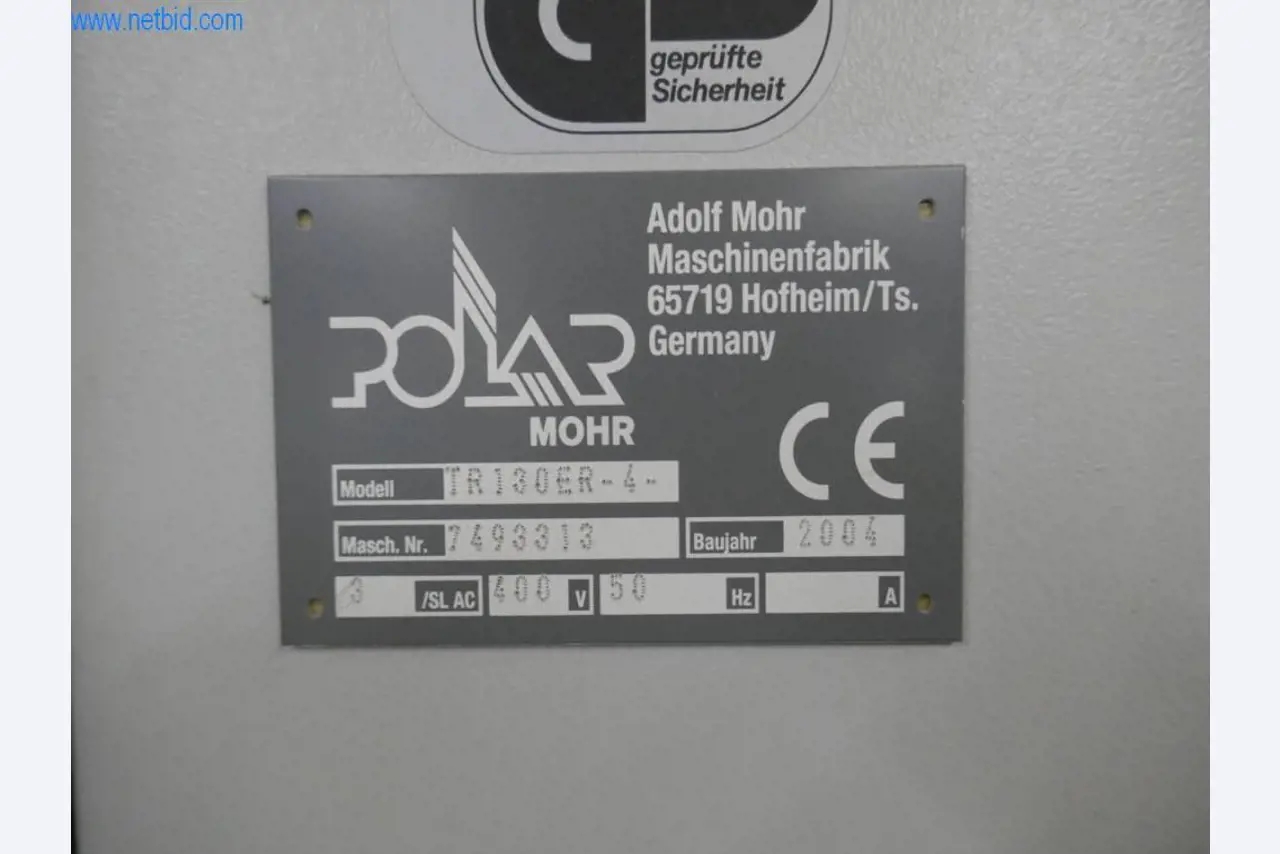 www.netbid.com
geprüfte
Sicherheit
Adolf Mohr
Maschinenfabrik
65719 Hofheim/Ts.
Germany
POLAR
MOHR
CE
Modell TR130ER-4-
Masch. Nr. 7493313 Baujahr 2004
3 /SL AC 400 V 50 Hz A